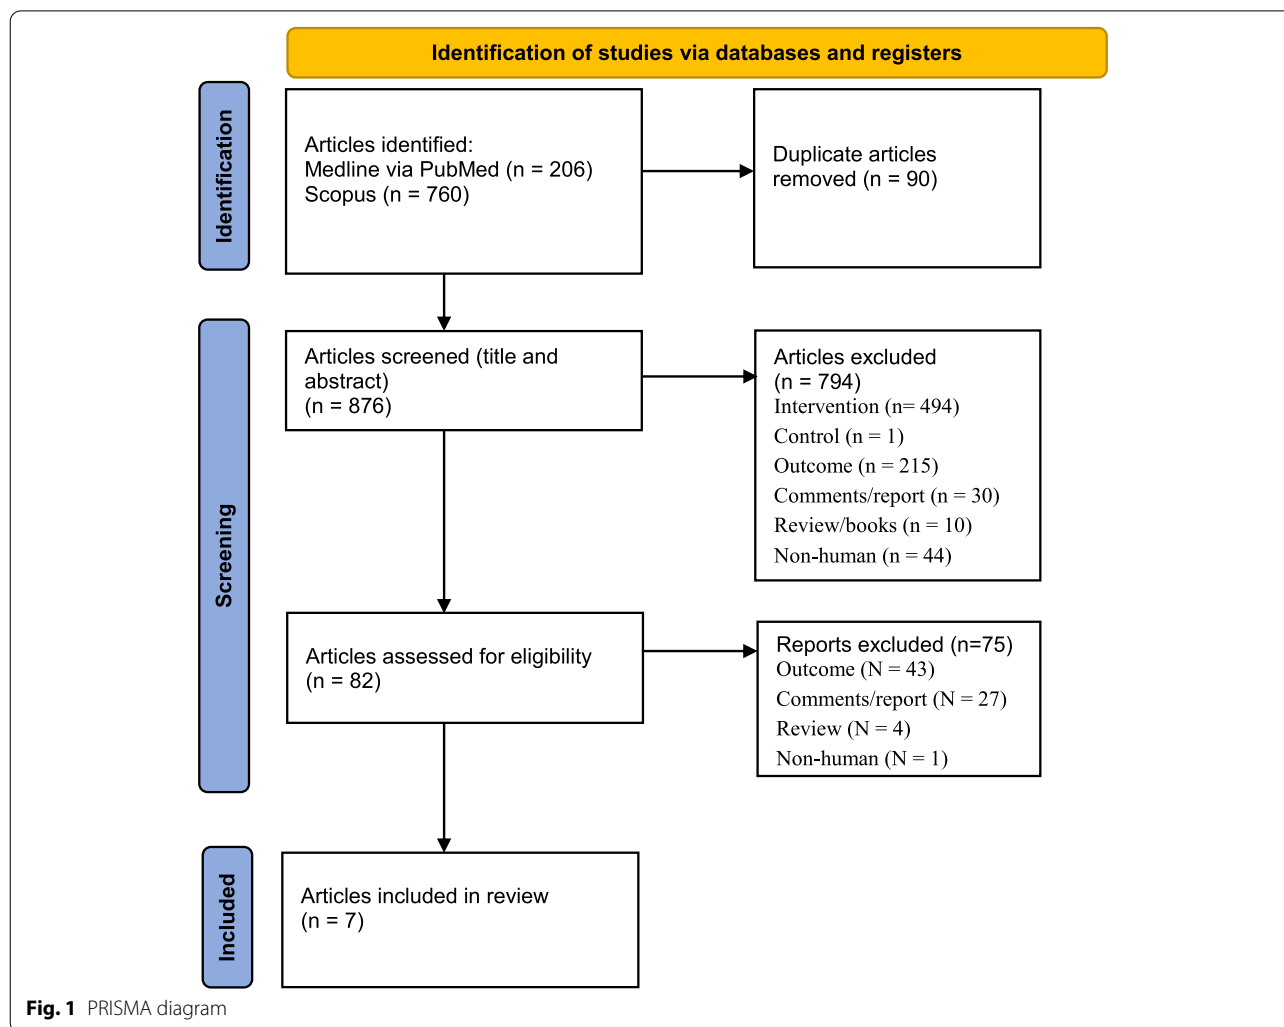 Identification of studies via databases and registers
Identification
Articles identified:
Medline via PubMed (n = 206)
Scopus (n = 760)
Duplicate articles
removed (n = 90)
Screening
Articles screened (title and
abstract)
(n = 876)
Articles excluded
(n = 794)
Intervention (n= 494)
Control (n = 1)
Outcome (n = 215)
Comments/report (n = 30)
Review/books (n = 10)
Non-human (n = 44)
Articles assessed for eligibility
(n = 82)
Reports excluded (n=75)
Outcome (N = 43)
Comments/report (N = 27)
Review (N = 4)
Non-human (N = 1)
Included
Articles included in review
(n = 7)
Fig. 1 PRISMA diagram